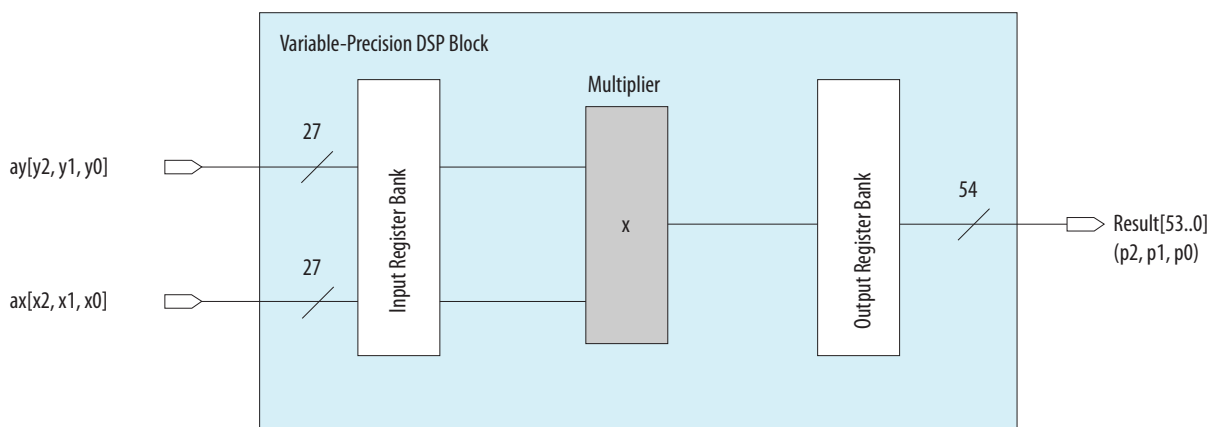 Variable-Precision DSP Block
Multiplier
27
ay[y2, y1, y0]
Input Register Bank
x
Output Register Bank
54
Result[53..0]
(p2, p1, p0)
27
ax[x2, x1, x0]